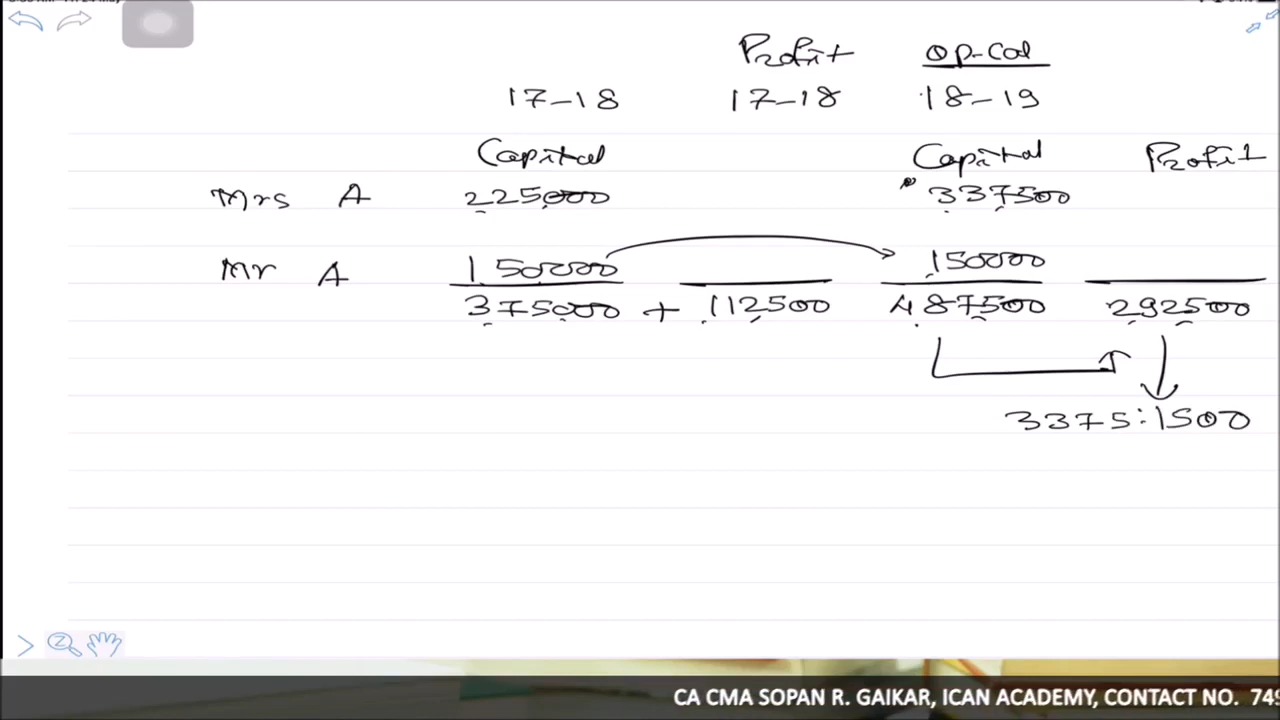 Profit Op-Cal
17-18 17-18 18-19
Capital Capital Profit
Mrs A 225000 337500
Mr A 150000 150000
375000 + 112500 487500 292500
3375:1500
CA CMA SOPAN R. GAIKAR, ICAN ACADEMY, CONTACT NO. 749